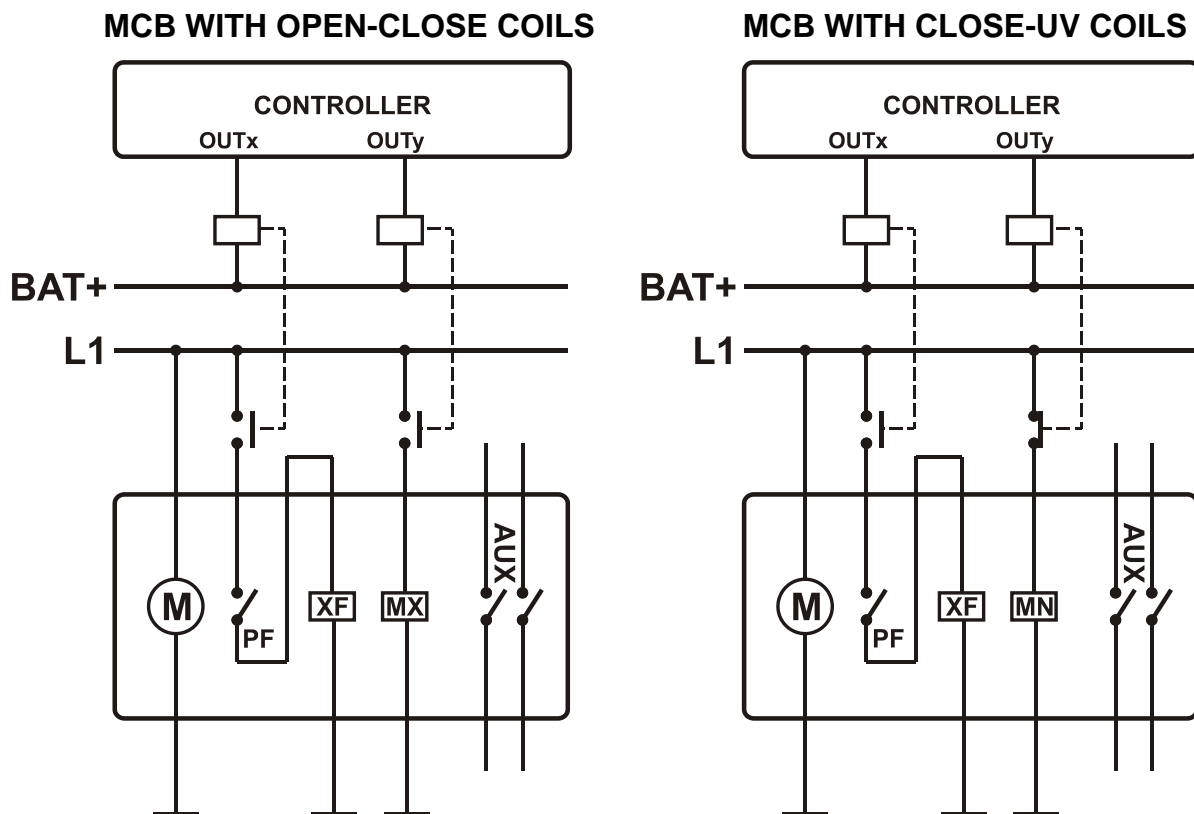 MCB WITH OPEN-CLOSE COILS
CONTROLLER
OUTx OUTy
BAT+
L1
AUX
M PF XF MX
MCB WITH CLOSE-UV COILS
CONTROLLER
OUTx OUTy
BAT+
L1
AUX
M PF XF MN